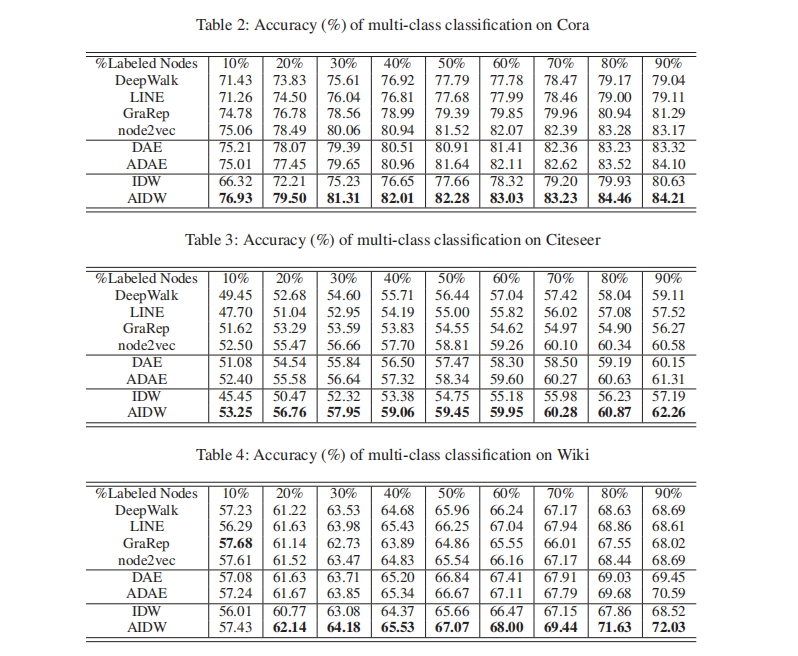 Table 2: Accuracy (%) of multi-class classification on Cora
%Labeled Nodes 10% 20% 30% 40% 50% 60% 70% 80% 90%
DeepWalk 71.43 73.83 75.61 76.92 77.79 77.78 78.47 79.17 79.04
LINE 71.26 74.50 76.04 76.81 77.68 77.99 78.46 79.00 79.11
GraRep 74.78 76.78 78.56 78.99 79.39 79.85 79.96 80.94 81.29
node2vec 75.06 78.49 80.06 80.94 81.52 82.07 82.39 83.28 83.17
DAE 75.21 78.07 79.39 80.51 80.91 81.41 82.36 83.23 83.32
ADAE 75.01 77.45 79.65 80.96 81.64 82.11 82.62 83.52 84.10
IDW 66.32 72.21 75.23 76.65 77.66 78.32 79.20 79.93 80.63
AIDW 76.93 79.50 81.31 82.01 82.28 83.03 83.23 84.46 84.21
Table 3: Accuracy (%) of multi-class classification on Citeseer
%Labeled Nodes 10% 20% 30% 40% 50% 60% 70% 80% 90%
DeepWalk 49.45 52.68 54.60 55.71 56.44 57.04 57.42 58.04 59.11
LINE 47.70 51.04 52.95 54.19 55.00 55.82 56.02 57.08 57.52
GraRep 51.62 53.29 53.59 53.83 54.55 54.62 54.97 54.90 56.27
node2vec 52.50 55.47 56.66 57.70 58.81 59.26 60.10 60.34 60.58
DAE 51.08 54.54 55.84 56.50 57.47 58.30 58.50 59.19 60.15
ADAE 52.40 55.58 56.64 57.32 58.34 59.60 60.27 60.63 61.31
IDW 45.45 50.47 52.32 53.38 54.75 55.18 55.98 56.23 57.19
AIDW 53.25 56.76 57.95 59.06 59.45 59.95 60.28 60.87 62.26
Table 4: Accuracy (%) of multi-class classification on Wiki
%Labeled Nodes 10% 20% 30% 40% 50% 60% 70% 80% 90%
DeepWalk 57.23 61.22 63.53 64.68 65.96 66.24 67.17 68.63 68.69
LINE 56.29 61.63 63.98 65.43 66.25 67.04 67.94 68.86 68.61
GraRep 57.68 61.14 62.73 63.89 64.86 65.55 66.01 67.55 68.02
node2vec 57.61 61.52 63.47 64.83 65.54 66.16 67.17 68.44 68.69
DAE 57.08 61.63 63.71 65.20 66.84 67.41 67.91 69.03 69.45
ADAE 57.24 61.67 63.85 65.34 66.67 67.11 67.79 69.68 70.59
IDW 56.01 60.77 63.08 64.37 65.66 66.47 67.15 67.86 68.52
AIDW 57.43 62.14 64.18 65.53 67.07 68.00 69.44 71.63 72.03